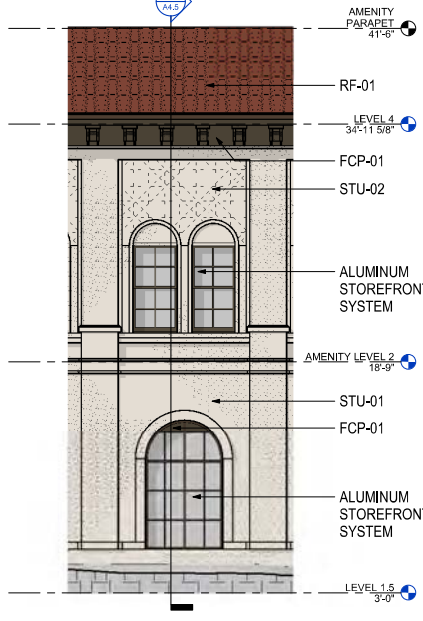 A4.5
AMENITY
PARAPET
41'-6"
RF-01
LEVEL 4
34'-11 5/8"
FCP-01
STU-02
ALUMINUM
STOREFRONT
SYSTEM
AMENITY LEVEL 2
18'-9"
STU-01
FCP-01
ALUMINUM
STOREFRONT
SYSTEM
LEVEL 1.5
3'-0"